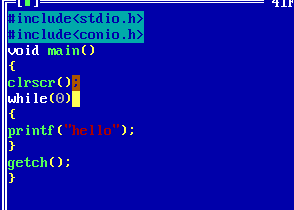 #include<stdio.h>
#include<conio.h>
void main()
{
clrscr();
while(0)
{
printf("hello");
}
getch();
}